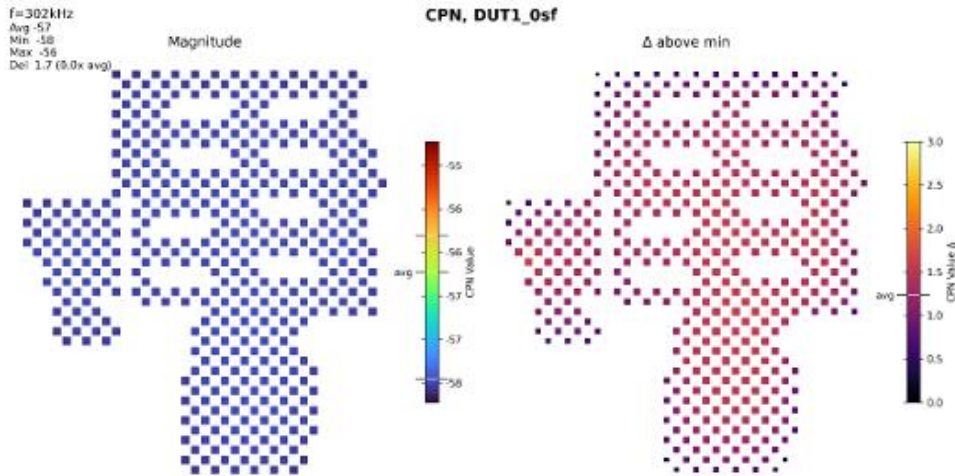 f=302kHz
CPN, DUT1_0sf
Avg -57
Min -58
Max -56
Del 1.7 (0.0x avg)
Magnitude
Δ above min
-55
-56
-56
-57
-57
-58
avg
CPN Value
3.0
2.5
2.0
1.5
1.0
0.5
0.0
avg
CPN Value Δ